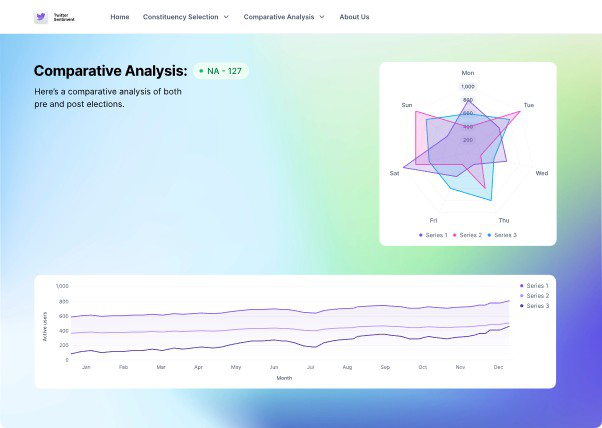 Twitter
Sentiment
Home
Constituency Selection
Comparative Analysis
About Us
Comparative Analysis:
NA - 127
Here's a comparative analysis of both
pre and post elections.
Mon
1,000
800
600
400
200
Sun
Tue
Sat
Wed
Fri
Thu
Series 1
Series 2
Series 3
1,000
800
600
400
200
0
Active users
Jan
Feb
Mar
Apr
May
Jun
Jul
Aug
Sep
Oct
Nov
Dec
Month
Series 1
Series 2
Series 3